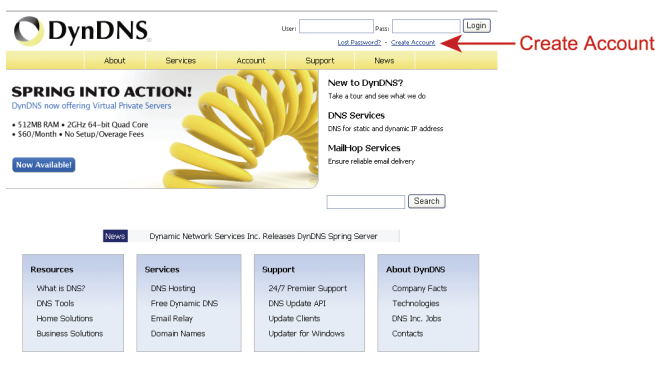 DynDNS
User: Pass: Login
Lost Password? - Create Account
Create Account
About Services Account Support News
SPRING INTO ACTION!
DynDNS now offering Virtual Private Servers
• 512MB RAM • 2GHz 64-bit Quad Core
• $60/Month • No Setup/Overage Fees
Now Available!
New to DynDNS?
Take a tour and see what we do
DNS Services
DNS for static and dynamic IP address
MailHop Services
Ensure reliable email delivery
Search
News Dynamic Network Services Inc. Releases DynDNS Spring Server
Resources
What is DNS?
DNS Tools
Home Solutions
Business Solutions
Services
DNS Hosting
Free Dynamic DNS
Email Relay
Domain Names
Support
24/7 Premier Support
DNS Update API
Update Clients
Updater for Windows
About DynDNS
Company Facts
Technologies
DNS Inc. Jobs
Contacts